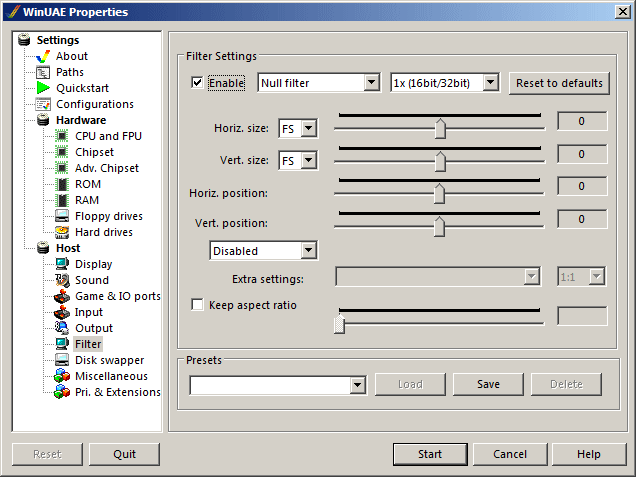 WinUAE Properties
Settings
About
Paths
Quickstart
Configurations
Hardware
CPU and FPU
Chipset
Adv. Chipset
ROM
RAM
Floppy drives
Hard drives
Host
Display
Sound
Game & IO ports
Input
Output
Filter
Disk swapper
Miscellaneous
Pri. & Extensions
Filter Settings
Enable
Null filter
1x (16bit/32bit)
Reset to defaults
Horiz. size:
FS
0
Vert. size:
FS
0
Horiz. position:
0
Vert. position:
0
Disabled
Extra settings:
1:1
Keep aspect ratio
Presets
Load
Save
Delete
Reset
Quit
Start
Cancel
Help